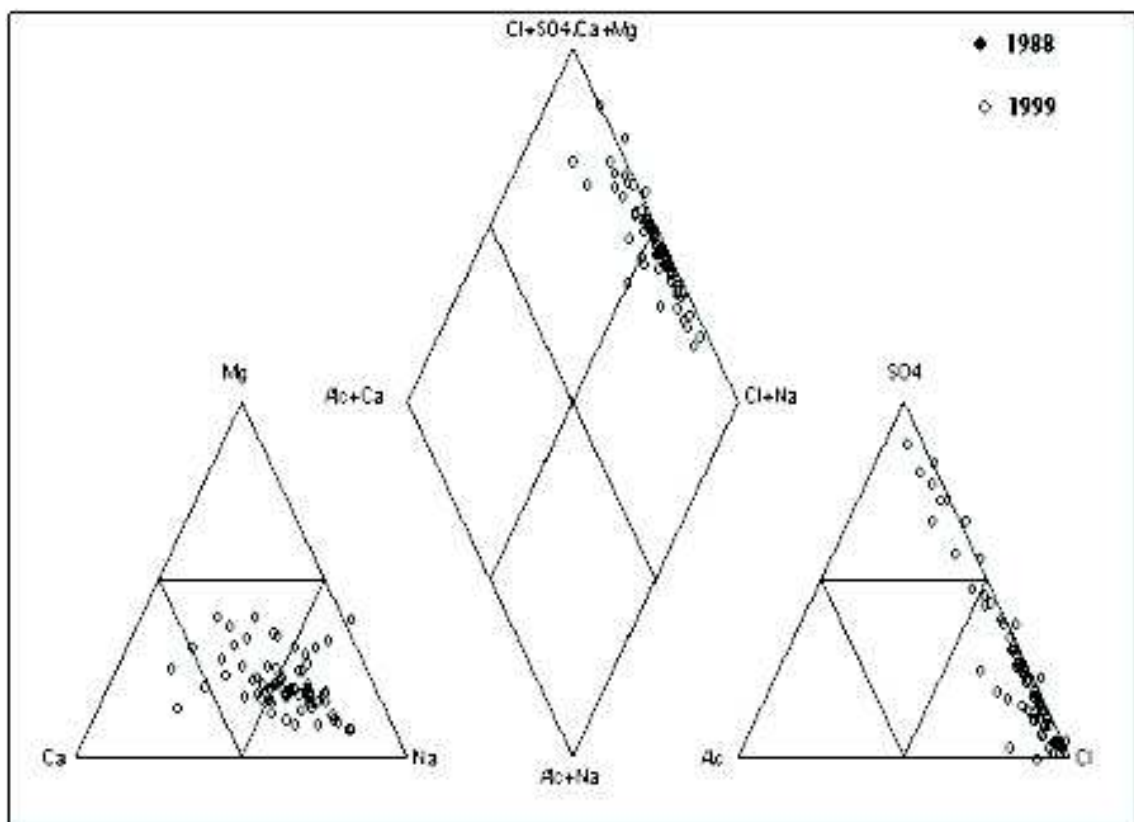 Cl+SO4,Ca+Mg
1988
1999
Mg
SO4
Alc+Ca
Cl+Na
Ca
Na
Alc
Cl
Alc+Na